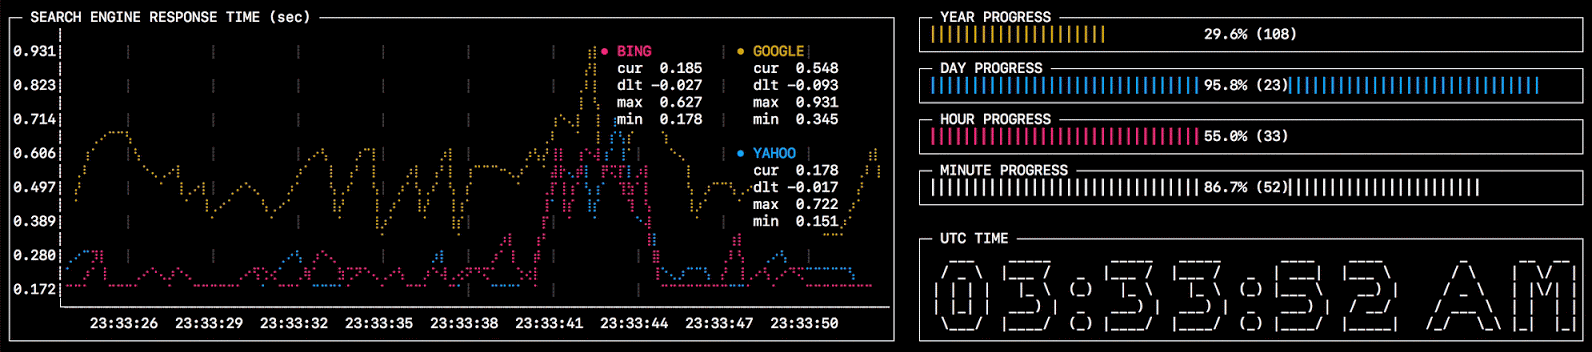 SEARCH ENGINE RESPONSE TIME (sec)
0.931
0.823
0.714
0.606
0.497
0.389
0.280
0.172
BING
cur 0.185
dlt -0.027
max 0.627
min 0.178
GOOGLE
cur 0.548
dlt -0.093
max 0.931
min 0.345
YAHOO
cur 0.178
dlt -0.017
max 0.722
min 0.151
23:33:26 23:33:29 23:33:32 23:33:35 23:33:38 23:33:41 23:33:44 23:33:47 23:33:50
YEAR PROGRESS
29.6% (108)
DAY PROGRESS
95.8% (23)
HOUR PROGRESS
55.0% (33)
MINUTE PROGRESS
86.7% (52)
UTC TIME
03:33:52 AM